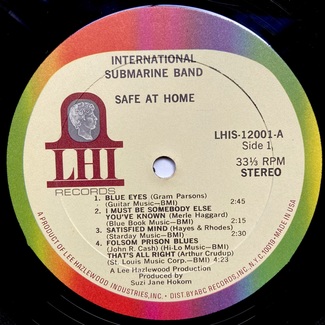 INTERNATIONAL
SUBMARINE BAND
SAFE AT HOME
LHI
RECORDS
LHIS-12001-A
Side 1
33⅓ RPM
STEREO
1. BLUE EYES (Gram Parsons)
(Guitar Music—BMI) 2:45
2. I MUST BE SOMEBODY ELSE
YOU'VE KNOWN (Merle Haggard)
(Blue Book Music—BMI) 2:15
3. SATISFIED MIND (Hayes & Rhodes)
(Starday Music—BMI) 2:30
4. FOLSOM PRISON BLUES
(John R. Cash) (Hi-Lo Music—BMI)
THAT'S ALL RIGHT (Arthur Crudup)
(St. Louis Music Corp.—BMI) 4:23
A Lee Hazlewood Production
Produced by
Suzi Jane Hokom
A PRODUCT OF LEE HAZLEWOOD INDUSTRIES, INC. • DIST. BY ABC RECORDS, INC. N.Y.C. 10019 • MADE IN USA